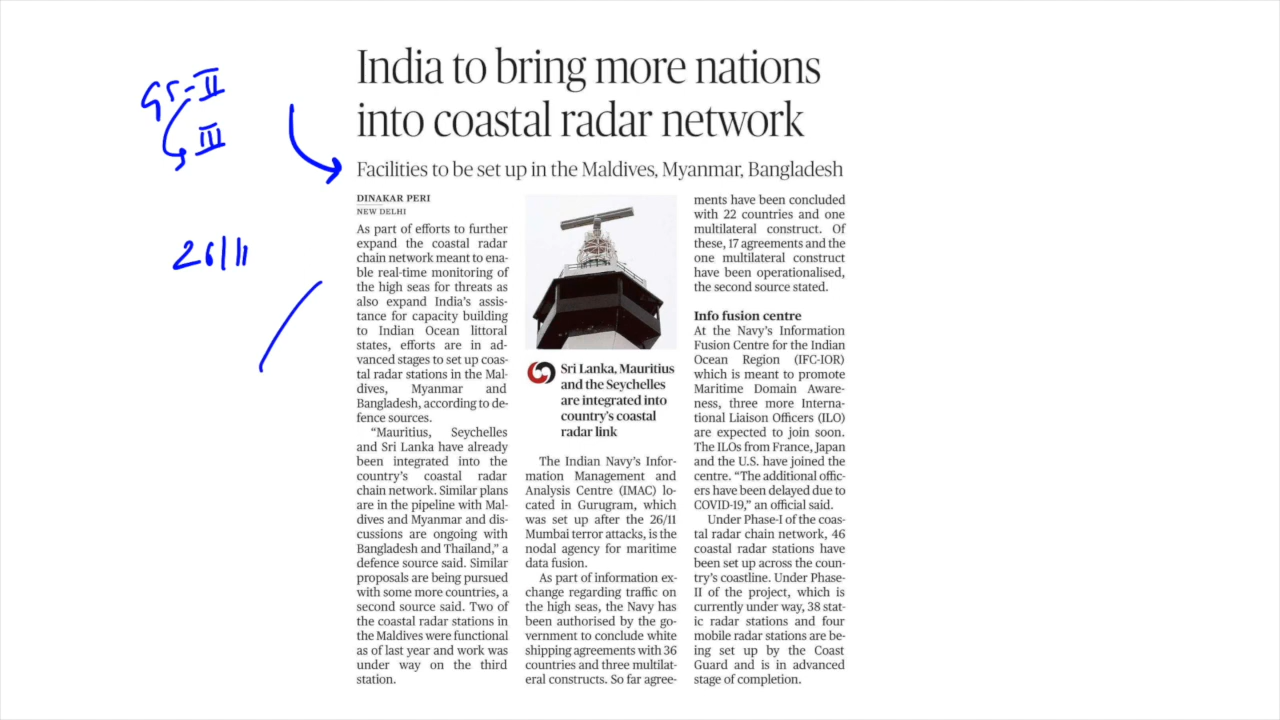 GS-II
III
26/11
India to bring more nations
into coastal radar network
Facilities to be set up in the Maldives, Myanmar, Bangladesh
DINAKAR PERI
NEW DELHI
As part of efforts to further
expand the coastal radar
chain network meant to ena-
ble real-time monitoring of
the high seas for threats as
also expand India's assis-
tance for capacity building
to Indian Ocean littoral
states, efforts are in ad-
vanced stages to set up coas-
tal radar stations in the Mal-
dives, Myanmar and
Bangladesh, according to de-
fence sources.
“Mauritius, Seychelles
and Sri Lanka have already
been integrated into the
country's coastal radar
chain network. Similar plans
are in the pipeline with Mal-
dives and Myanmar and dis-
cussions are ongoing with
Bangladesh and Thailand,” a
defence source said. Similar
proposals are being pursued
with some more countries, a
second source said. Two of
the coastal radar stations in
the Maldives were functional
as of last year and work was
under way on the third
station.
Sri Lanka, Mauritius
and the Seychelles
are integrated into
country's coastal
radar link
The Indian Navy's Infor-
mation Management and
Analysis Centre (IMAC) lo-
cated in Gurugram, which
was set up after the 26/11
Mumbai terror attacks, is the
nodal agency for maritime
data fusion.
As part of information ex-
change regarding traffic on
the high seas, the Navy has
been authorised by the go-
vernment to conclude white
shipping agreements with 36
countries and three multilat-
eral constructs. So far agree-
ments have been concluded
with 22 countries and one
multilateral construct. Of
these, 17 agreements and the
one multilateral construct
have been operationalised,
the second source stated.
Info fusion centre
At the Navy's Information
Fusion Centre for the Indian
Ocean Region (IFC-IOR)
which is meant to promote
Maritime Domain Aware-
ness, three more Interna-
tional Liaison Officers (ILO)
are expected to join soon.
The ILOs from France, Japan
and the U.S. have joined the
centre. “The additional offic-
ers have been delayed due to
COVID-19,” an official said.
Under Phase-I of the coas-
tal radar chain network, 46
coastal radar stations have
been set up across the coun-
try's coastline. Under Phase-
II of the project, which is
currently under way, 38 stat-
ic radar stations and four
mobile radar stations are be-
ing set up by the Coast
Guard and is in advanced
stage of completion.